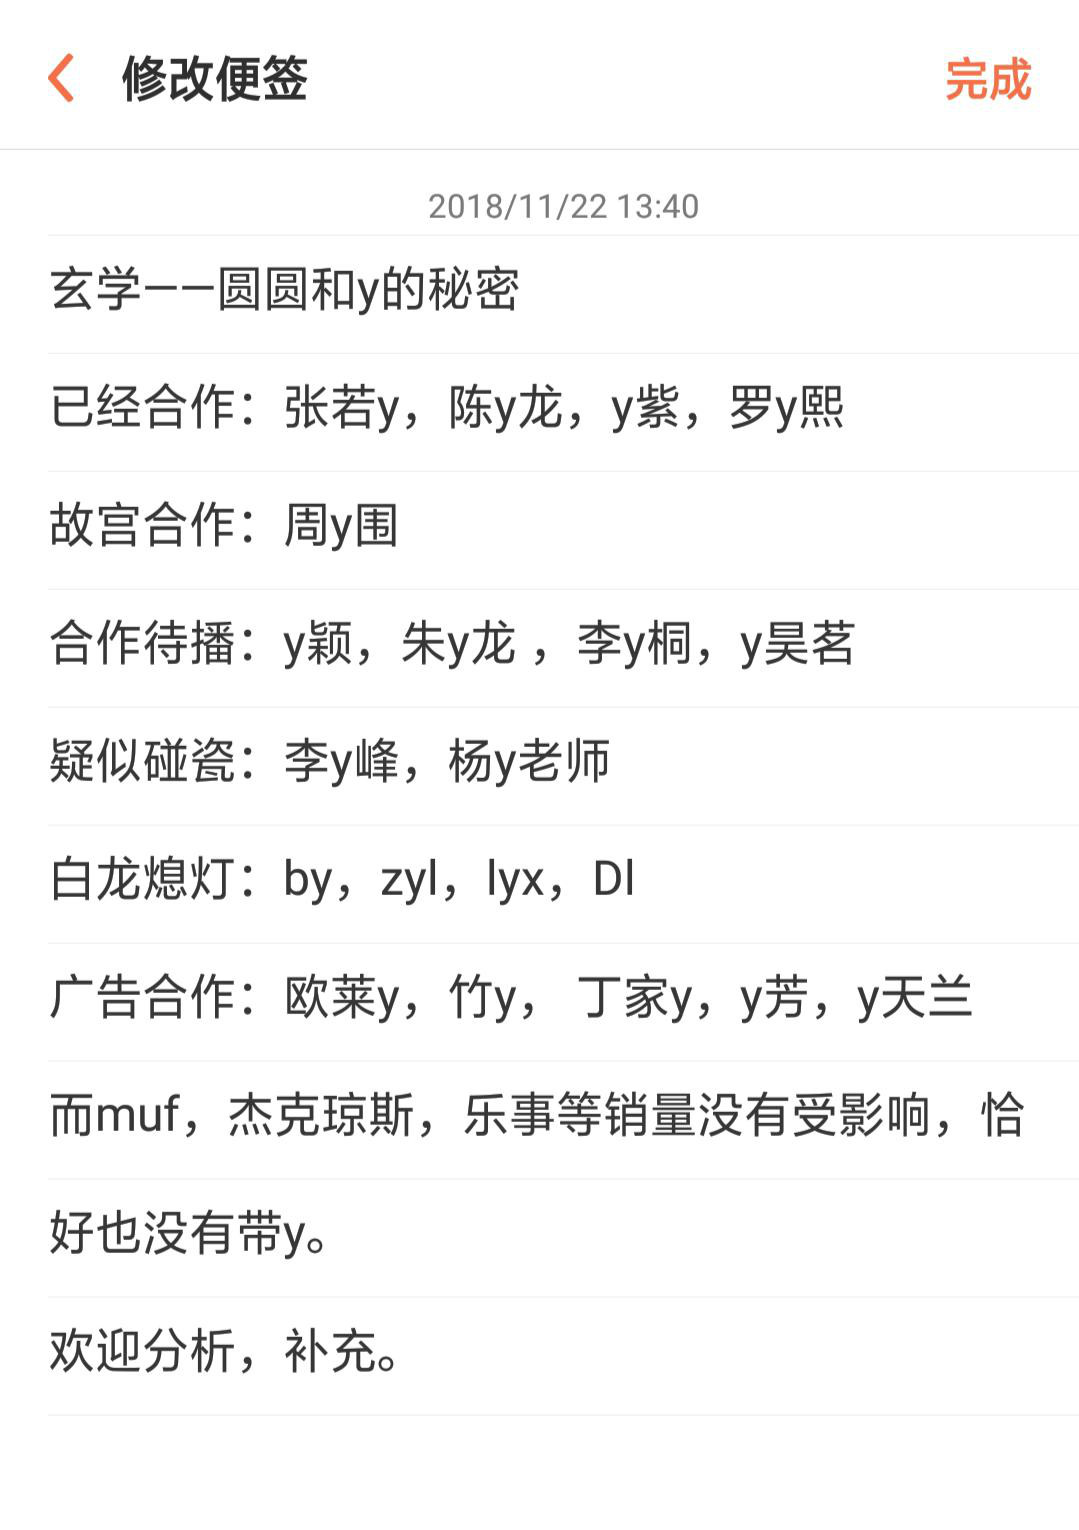 修改便签
完成
2018/11/22 13:40
玄学——圆圆和y的秘密
已经合作：张若y，陈y龙，y紫，罗y熙
故宫合作：周y围
合作待播：y颖，朱y龙 ，李y桐，y昊茗
疑似碰瓷：李y峰，杨y老师
白龙熄灯：by，zyl，lyx，Dl
广告合作：欧莱y，竹y， 丁家y，y芳，y天兰
而muf，杰克琼斯，乐事等销量没有受影响，恰
好也没有带y。
欢迎分析，补充。